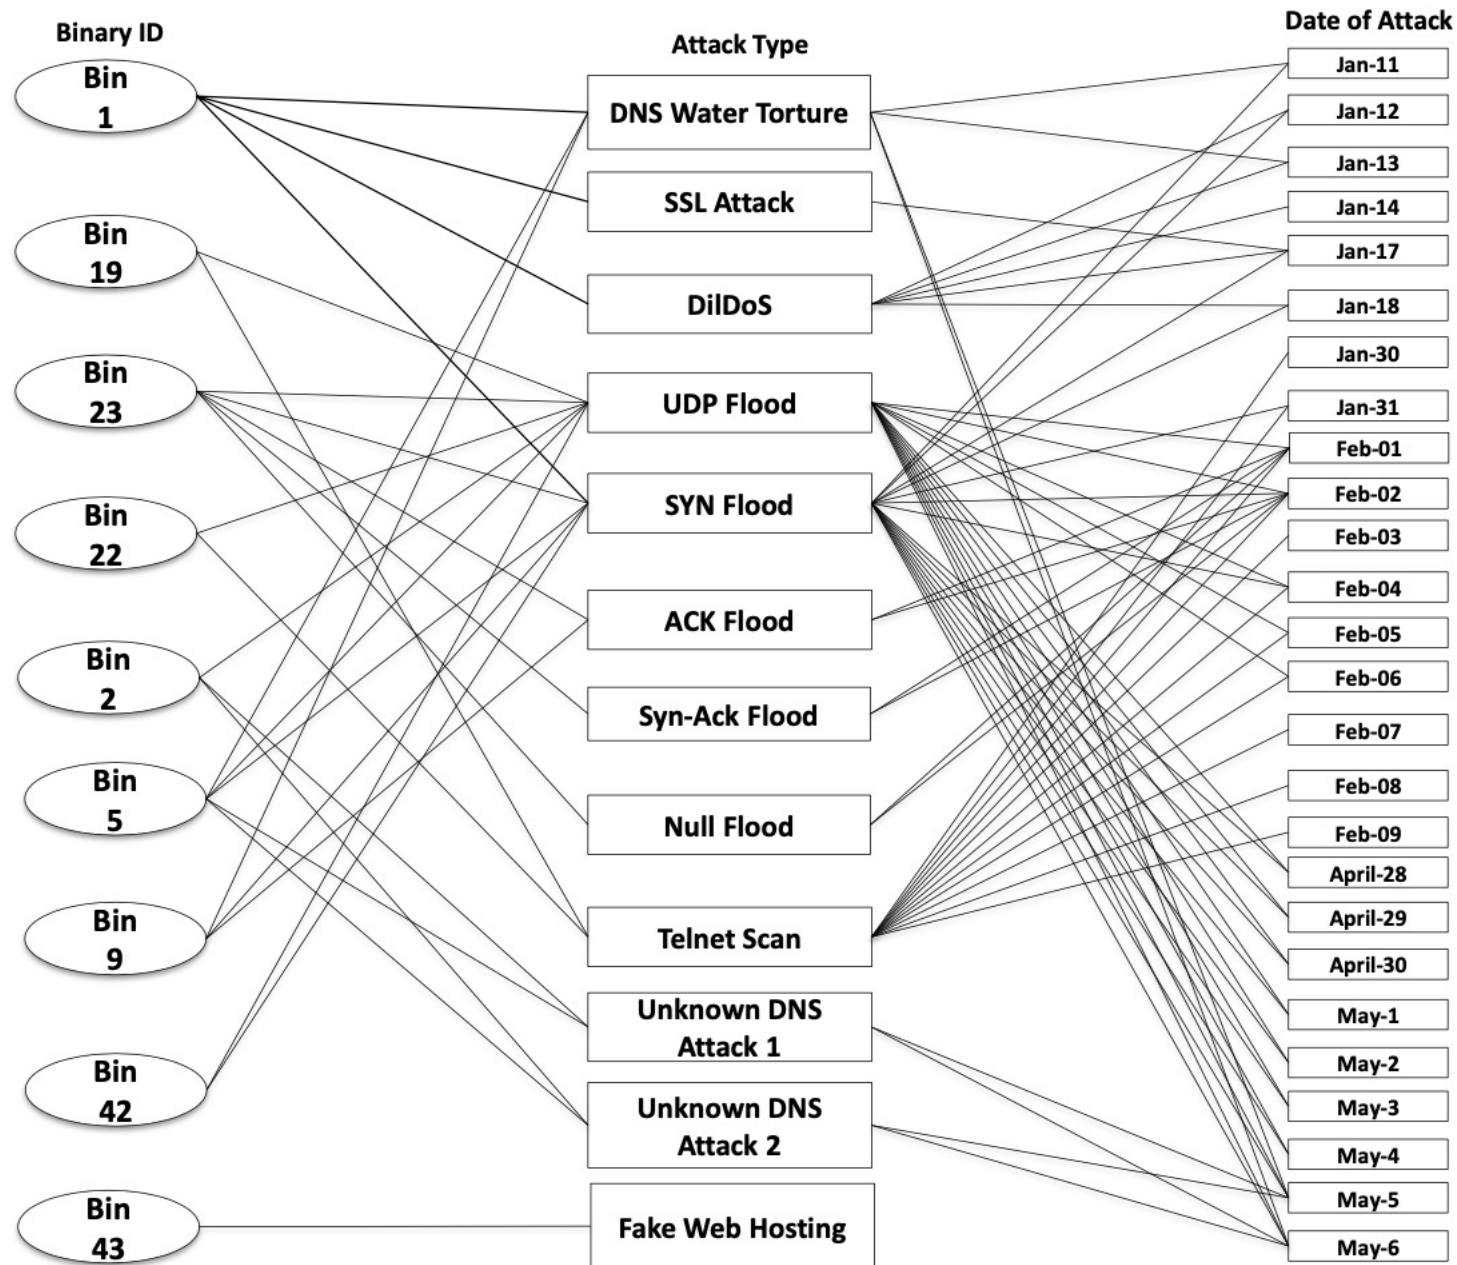 Binary ID
Attack Type
Date of Attack
Bin
1
Bin
19
Bin
23
Bin
22
Bin
2
Bin
5
Bin
9
Bin
42
Bin
43
DNS Water Torture
SSL Attack
DilDoS
UDP Flood
SYN Flood
ACK Flood
Syn-Ack Flood
Null Flood
Telnet Scan
Unknown DNS
Attack 1
Unknown DNS
Attack 2
Fake Web Hosting
Jan-11
Jan-12
Jan-13
Jan-14
Jan-17
Jan-18
Jan-30
Jan-31
Feb-01
Feb-02
Feb-03
Feb-04
Feb-05
Feb-06
Feb-07
Feb-08
Feb-09
April-28
April-29
April-30
May-1
May-2
May-3
May-4
May-5
May-6